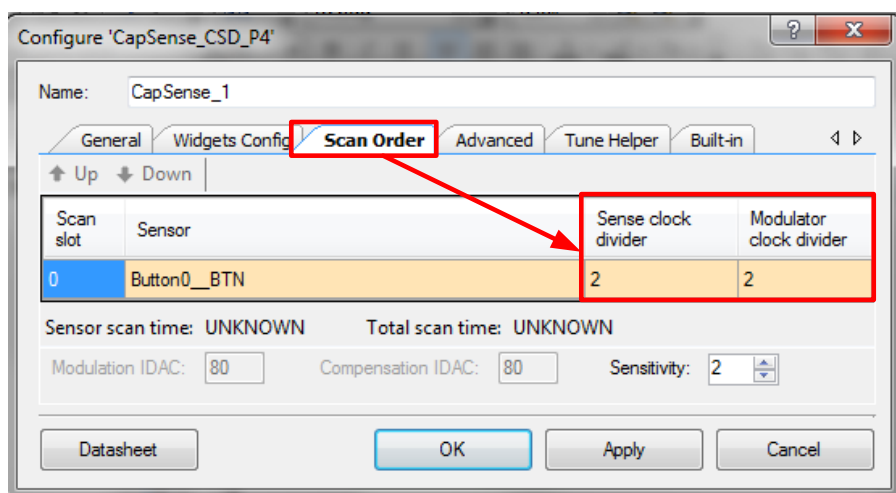 Configure 'CapSense_CSD_P4'
Name: CapSense_1
General Widgets Config Scan Order Advanced Tune Helper Built-in
Up Down
Scan slot Sensor Sense clock divider Modulator clock divider
0 Button0__BTN 2 2
Sensor scan time: UNKNOWN Total scan time: UNKNOWN
Modulation IDAC: 80 Compensation IDAC: 80 Sensitivity: 2
Datasheet OK Apply Cancel